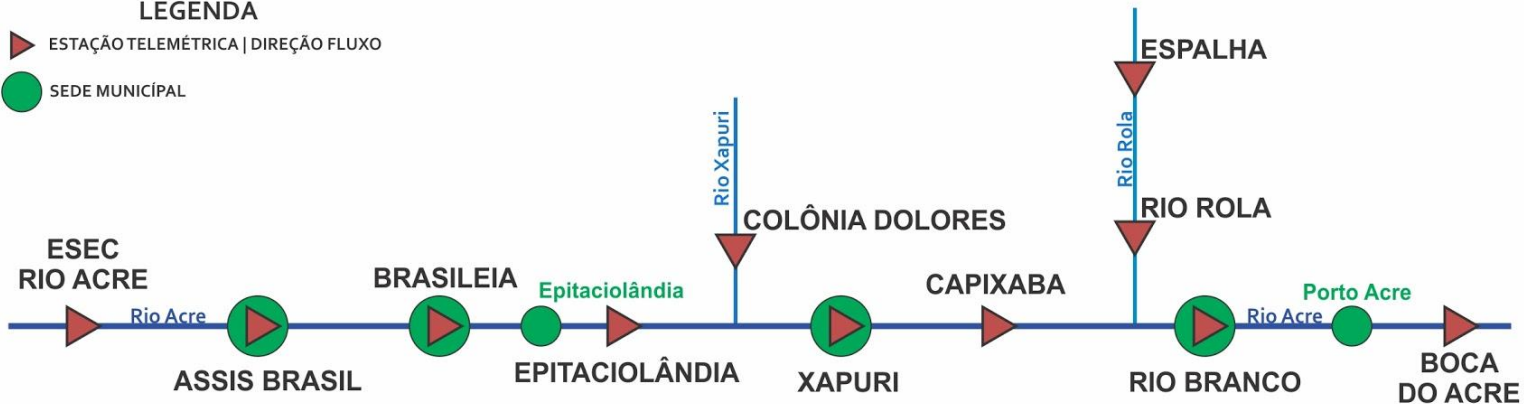 LEGENDA
ESTAÇÃO TELEMÉTRICA | DIREÇÃO FLUXO
SEDE MUNICÍPAL
ESPALHA
Rio Xapuri
Rio Rola
COLÔNIA DOLORES
RIO ROLA
ESEC
RIO ACRE
BRASILEIA
Epitaciolândia
CAPIXABA
Porto Acre
Rio Acre
Rio Acre
ASSIS BRASIL
EPITACIOLÂNDIA
XAPURI
RIO BRANCO
BOCA
DO ACRE